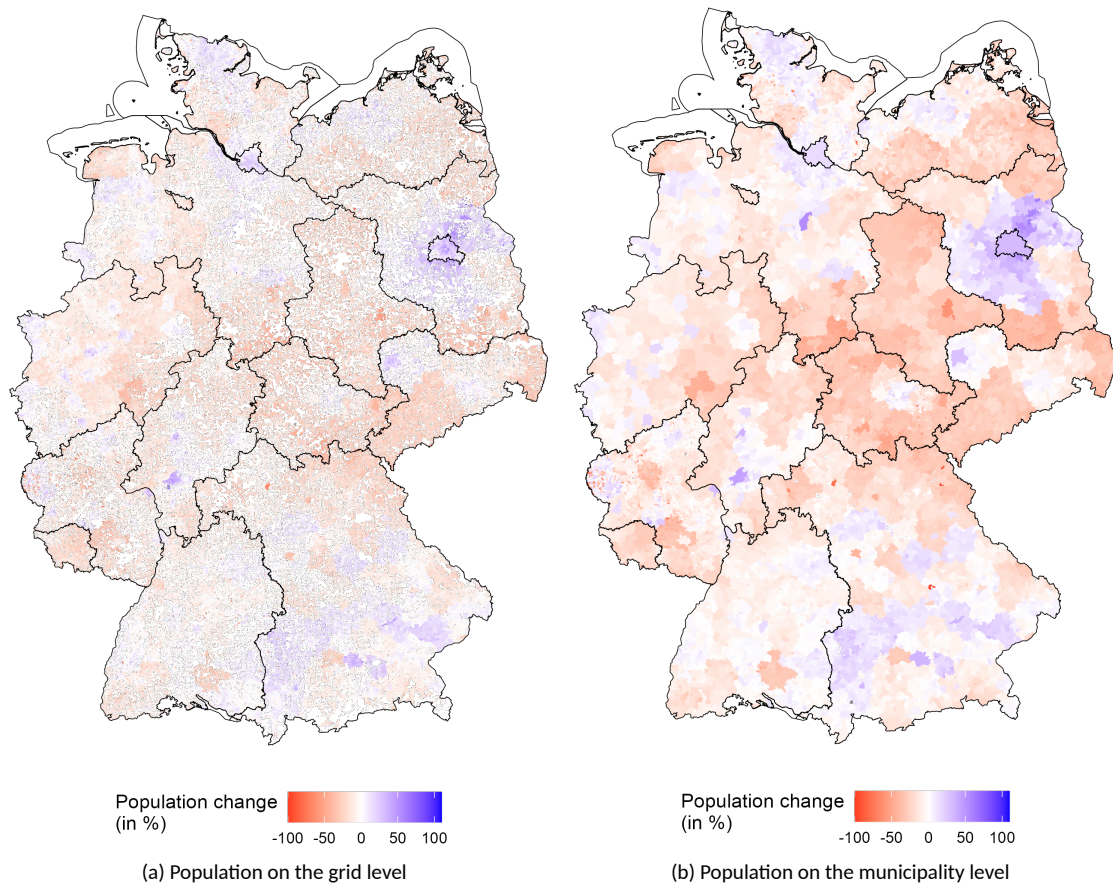 Population change
(in %)
-100 -50 0 50 100
(a) Population on the grid level
Population change
(in %)
-100 -50 0 50 100
(b) Population on the municipality level